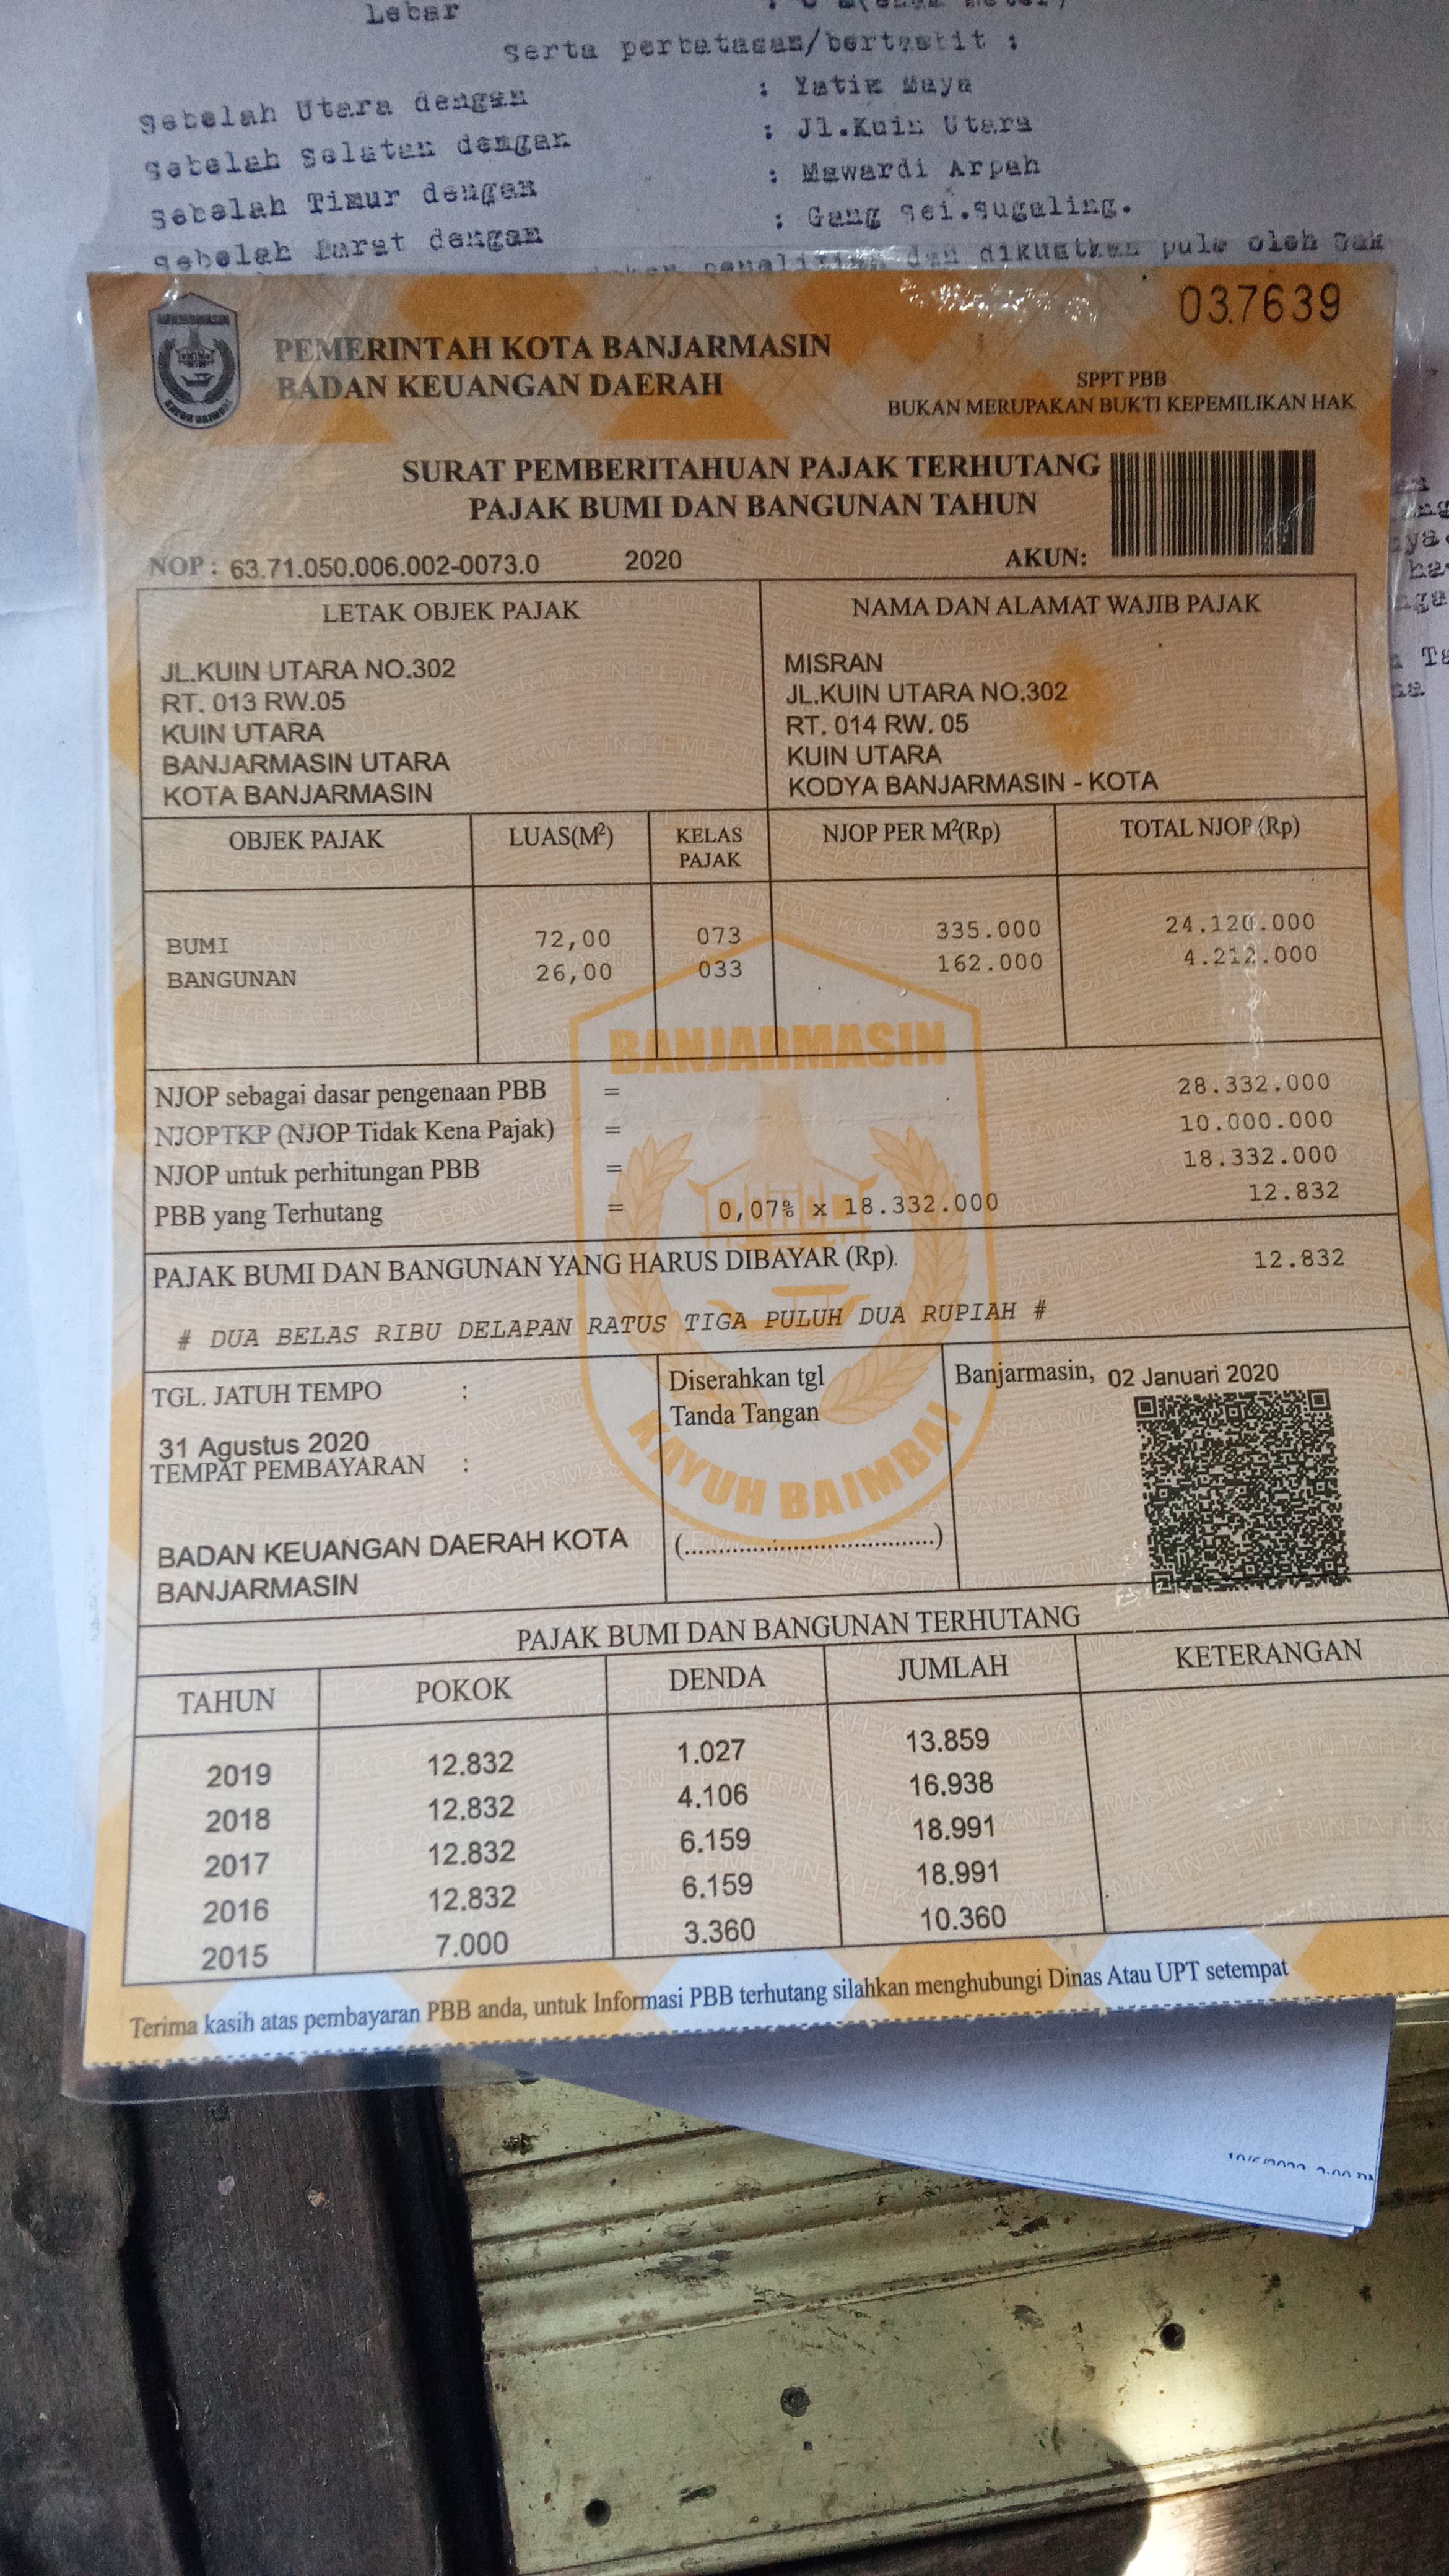 Lebar
Serta perbatasan/bertaskit :
Sebelah Utara dengan : Yatim Maya
Sebelah Selatan dengan : Jl.Kuin Utara
Sebelah Timur dengan : Mawardi Arpah
Sebelah Barat dengan : Gang Sei.sugaling.
dan dikuatkan pula oleh
037639
BANJARMASIN
KAYUH BAIMBAI
PEMERINTAH KOTA BANJARMASIN
BADAN KEUANGAN DAERAH
SPPT PBB
BUKAN MERUPAKAN BUKTI KEPEMILIKAN HAK
SURAT PEMBERITAHUAN PAJAK TERHUTANG
PAJAK BUMI DAN BANGUNAN TAHUN
NOP : 63.71.050.006.002-0073.0 2020 AKUN:
LETAK OBJEK PAJAK NAMA DAN ALAMAT WAJIB PAJAK
JL.KUIN UTARA NO.302 MISRAN
RT. 013 RW.05 JL.KUIN UTARA NO.302
KUIN UTARA RT. 014 RW. 05
BANJARMASIN UTARA KUIN UTARA
KOTA BANJARMASIN KODYA BANJARMASIN - KOTA
OBJEK PAJAK LUAS(M²) KELAS PAJAK NJOP PER M²(Rp) TOTAL NJOP (Rp)
BUMI 72,00 073 335.000 24.120.000
BANGUNAN 26,00 033 162.000 4.212.000
BANJARMASIN
NJOP sebagai dasar pengenaan PBB = 28.332.000
NJOPTKP (NJOP Tidak Kena Pajak) = 10.000.000
NJOP untuk perhitungan PBB = 18.332.000
PBB yang Terhutang = 0,07% x 18.332.000 12.832
PAJAK BUMI DAN BANGUNAN YANG HARUS DIBAYAR (Rp). 12.832
# DUA BELAS RIBU DELAPAN RATUS TIGA PULUH DUA RUPIAH #
TGL. JATUH TEMPO : Diserahkan tgl Banjarmasin, 02 Januari 2020
Tanda Tangan
31 Agustus 2020
TEMPAT PEMBAYARAN :
KAYUH BAIMBAI
BADAN KEUANGAN DAERAH KOTA (....................................)
BANJARMASIN
PAJAK BUMI DAN BANGUNAN TERHUTANG
TAHUN POKOK DENDA JUMLAH KETERANGAN
2019 12.832 1.027 13.859
2018 12.832 4.106 16.938
2017 12.832 6.159 18.991
2016 12.832 6.159 18.991
2015 7.000 3.360 10.360
Terima kasih atas pembayaran PBB anda, untuk Informasi PBB terhutang silahkan menghubungi Dinas Atau UPT setempat